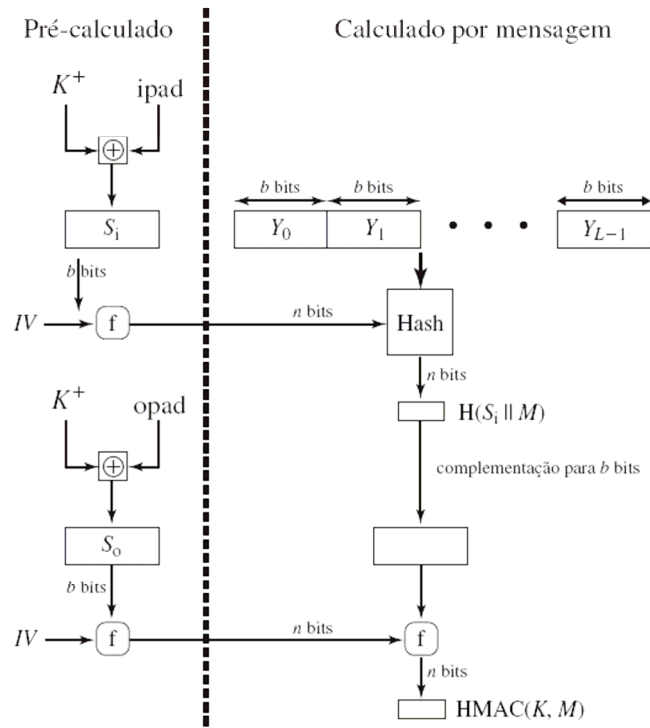 Pré-calculado
Calculado por mensagem
K⁺
ipad
⊕
b bits
b bits
b bits
Sᵢ
Y₀
Y₁
• • •
Y_{L−1}
b bits
IV
f
n bits
Hash
n bits
K⁺
opad
H(Sᵢ || M)
⊕
complementação para b bits
Sₒ
b bits
IV
f
n bits
f
n bits
HMAC(K, M)